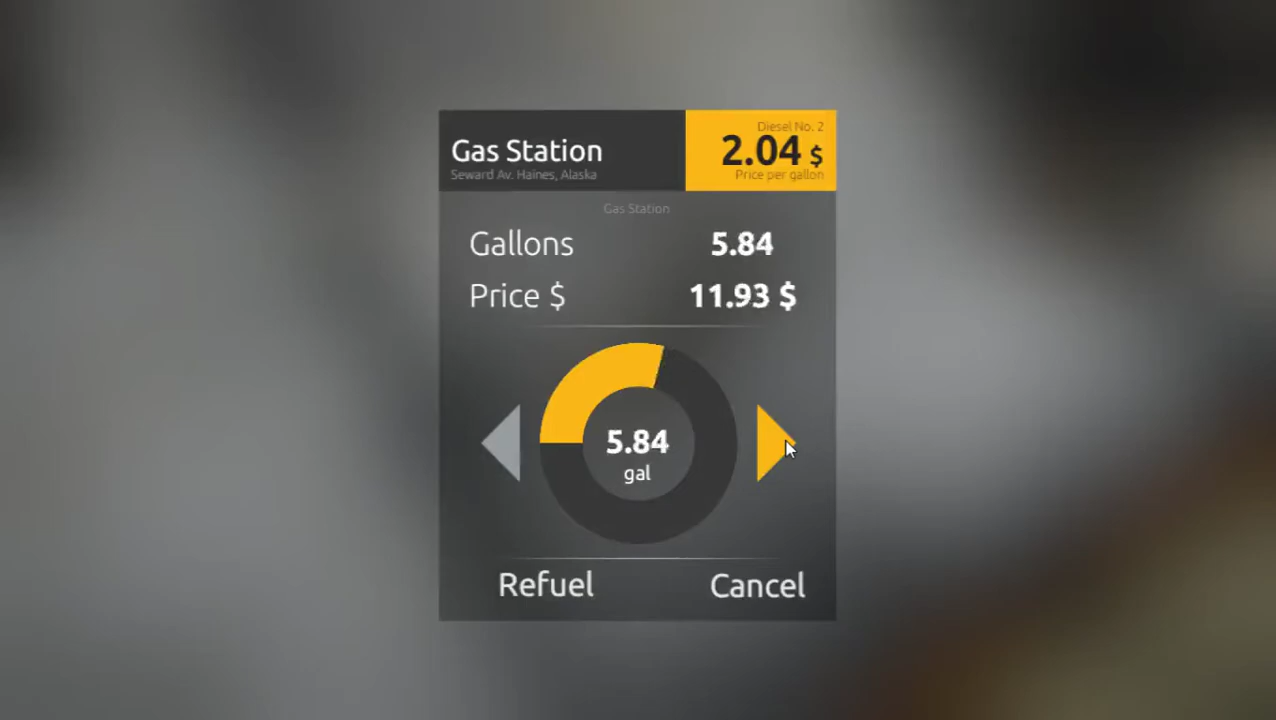 Gas Station
Seward Av. Haines, Alaska
Diesel No. 2
2.04 $
Price per gallon
Gas Station
Gallons 5.84
Price $ 11.93 $
5.84
gal
Refuel Cancel